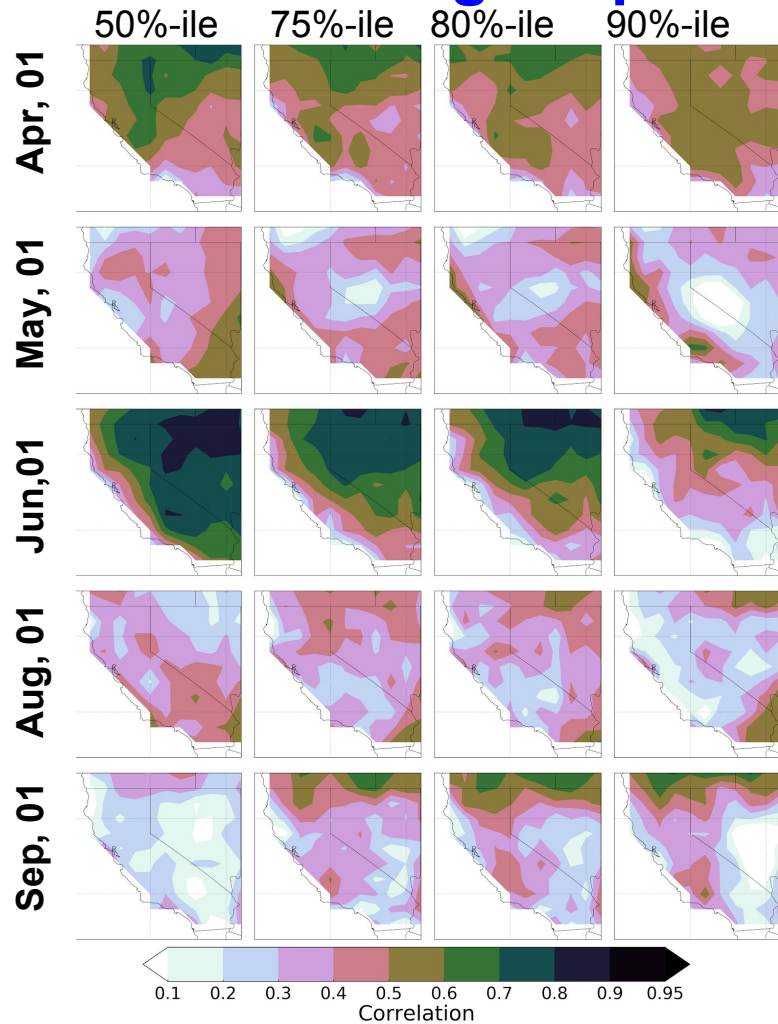 50%-ile 75%-ile 80%-ile 90%-ile
Apr, 01
May, 01
Jun,01
Aug, 01
Sep, 01
0.1 0.2 0.3 0.4 0.5 0.6 0.7 0.8 0.9 0.95
Correlation